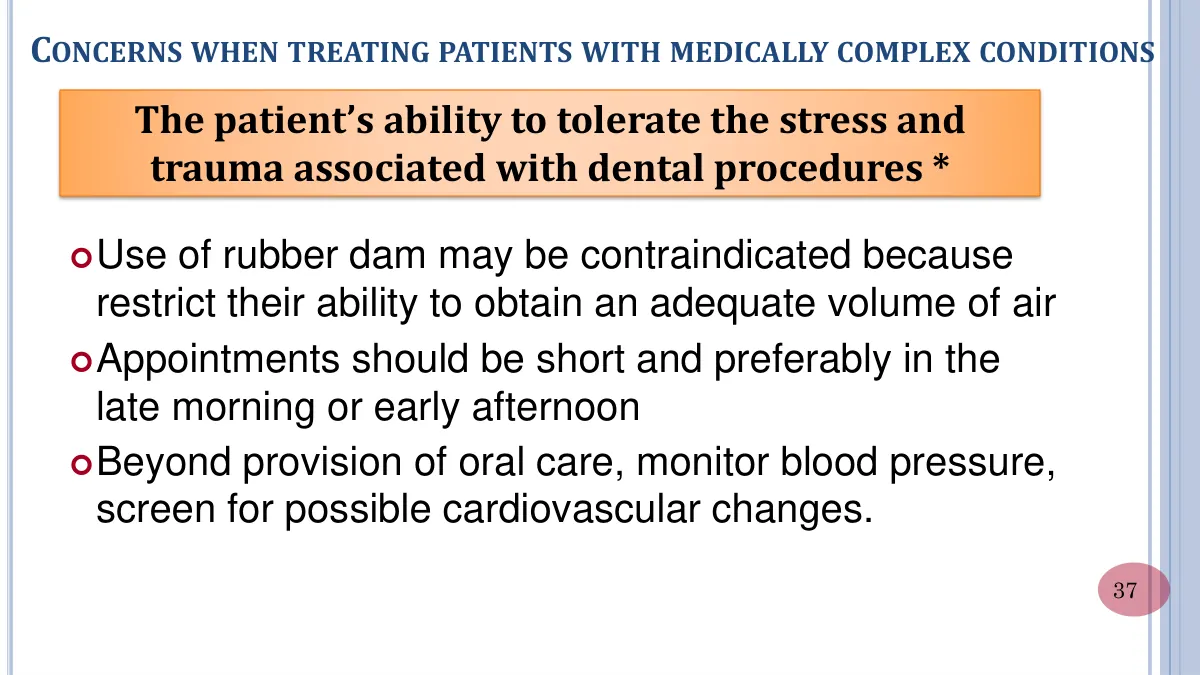 CONCERNS WHEN TREATING PATIENTS WITH MEDICALLY COMPLEX CONDITIONS
The patient’s ability to tolerate the stress and
trauma associated with dental procedures *
Use of rubber dam may be contraindicated because
restrict their ability to obtain an adequate volume of air
Appointments should be short and preferably in the
late morning or early afternoon
Beyond provision of oral care, monitor blood pressure,
screen for possible cardiovascular changes.
37